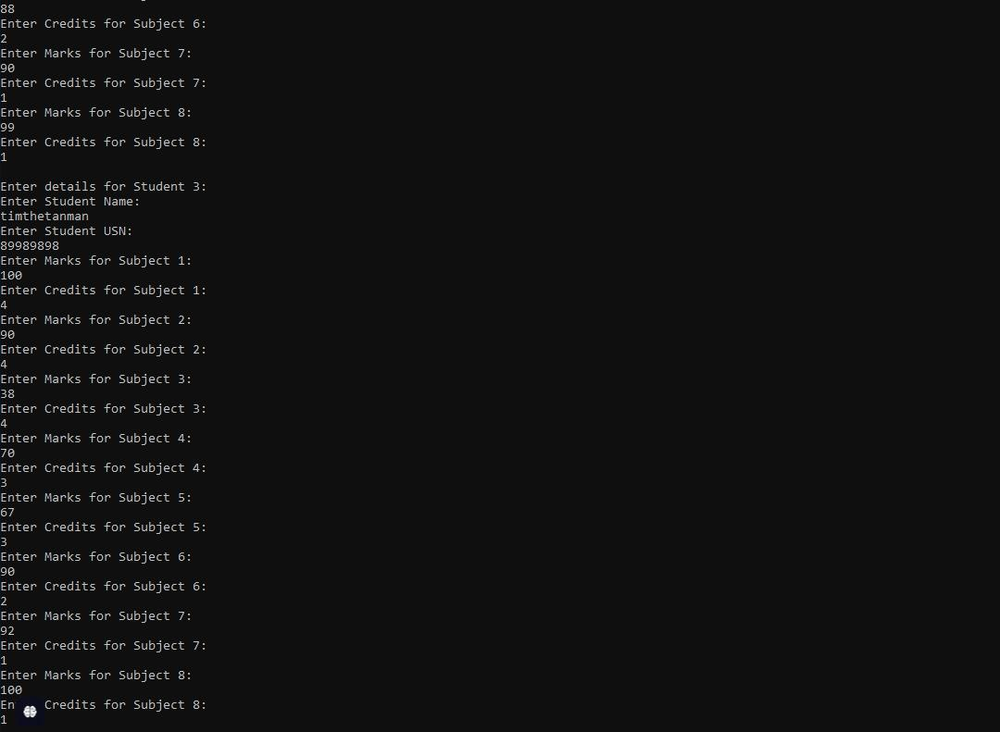 88
Enter Credits for Subject 6:
2
Enter Marks for Subject 7:
90
Enter Credits for Subject 7:
1
Enter Marks for Subject 8:
99
Enter Credits for Subject 8:
1
Enter details for Student 3:
Enter Student Name:
timthetanman
Enter Student USN:
89989898
Enter Marks for Subject 1:
100
Enter Credits for Subject 1:
4
Enter Marks for Subject 2:
90
Enter Credits for Subject 2:
4
Enter Marks for Subject 3:
38
Enter Credits for Subject 3:
4
Enter Marks for Subject 4:
70
Enter Credits for Subject 4:
3
Enter Marks for Subject 5:
67
Enter Credits for Subject 5:
3
Enter Marks for Subject 6:
90
Enter Credits for Subject 6:
2
Enter Marks for Subject 7:
92
Enter Credits for Subject 7:
1
Enter Marks for Subject 8:
100
En Credits for Subject 8:
1